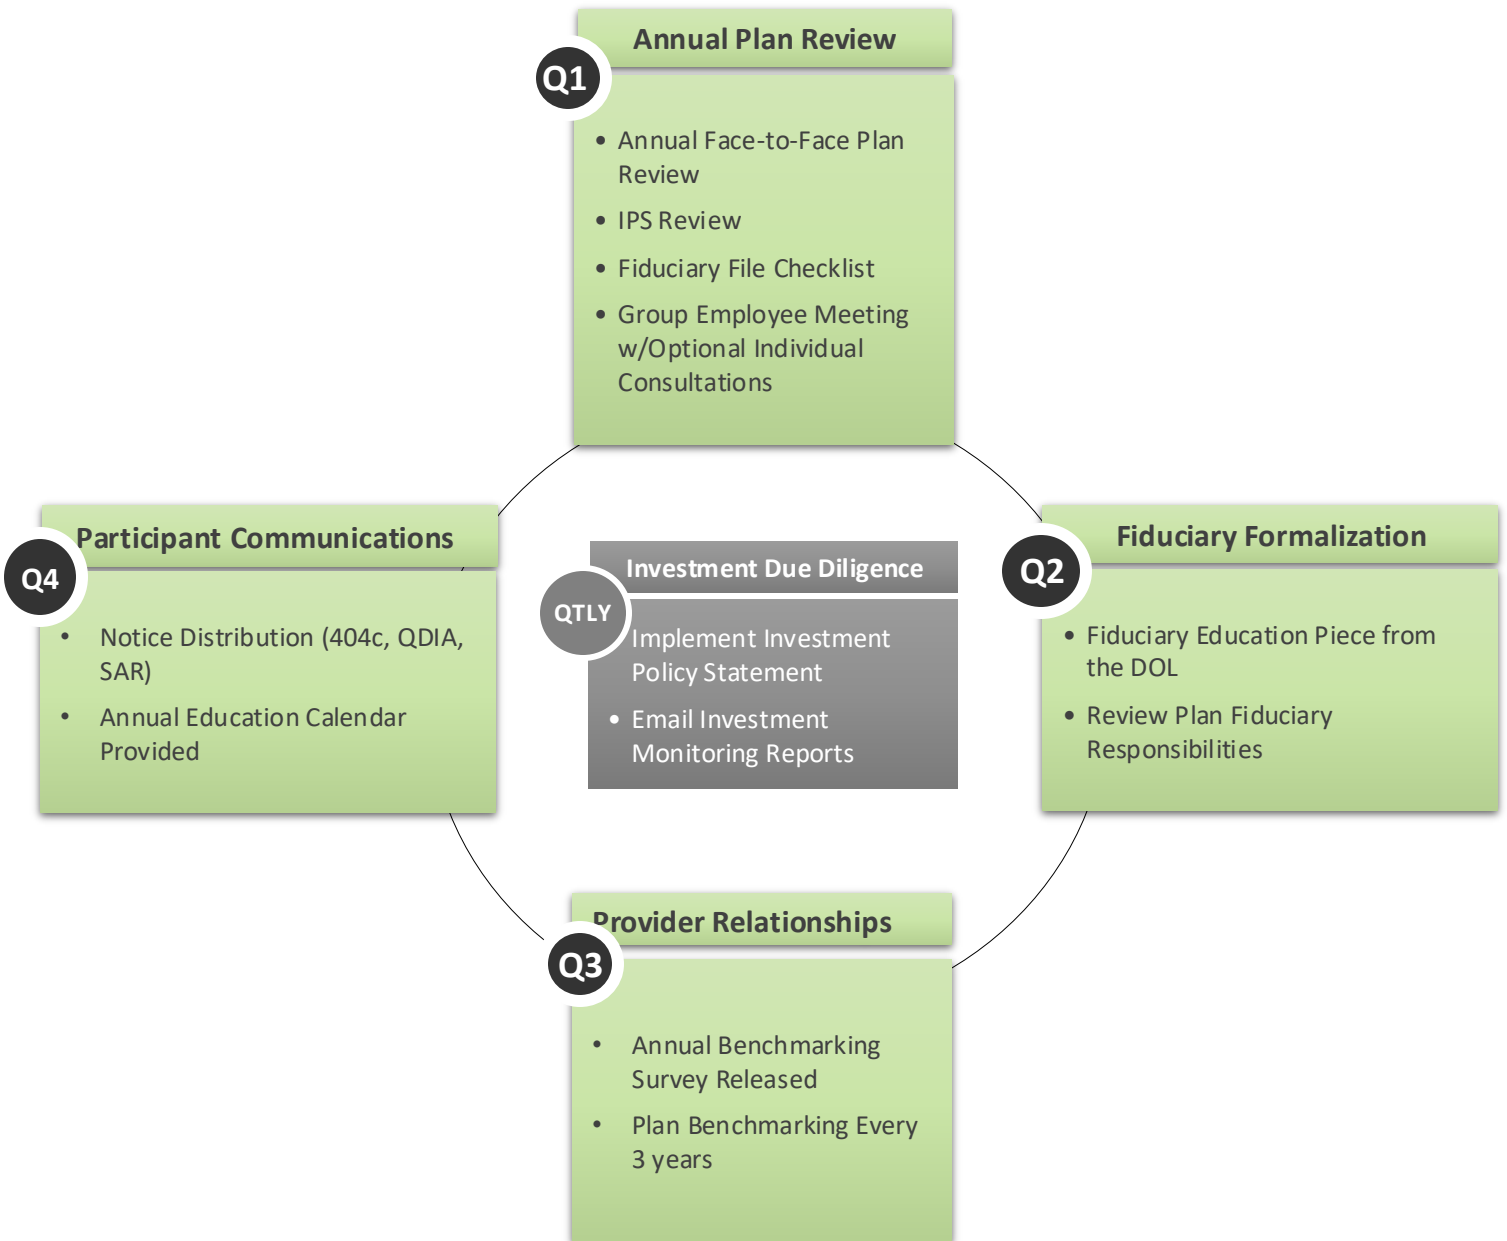 Annual Plan Review
Q1
• Annual Face-to-Face Plan
Review
• IPS Review
• Fiduciary File Checklist
• Group Employee Meeting
w/Optional Individual
Consultations
Fiduciary Formalization
Q2
• Fiduciary Education Piece from
the DOL
• Review Plan Fiduciary
Responsibilities
Provider Relationships
Q3
• Annual Benchmarking
Survey Released
• Plan Benchmarking Every
3 years
Participant Communications
Q4
• Notice Distribution (404c, QDIA,
SAR)
• Annual Education Calendar
Provided
Investment Due Diligence
QTLY
Implement Investment
Policy Statement
• Email Investment
Monitoring Reports